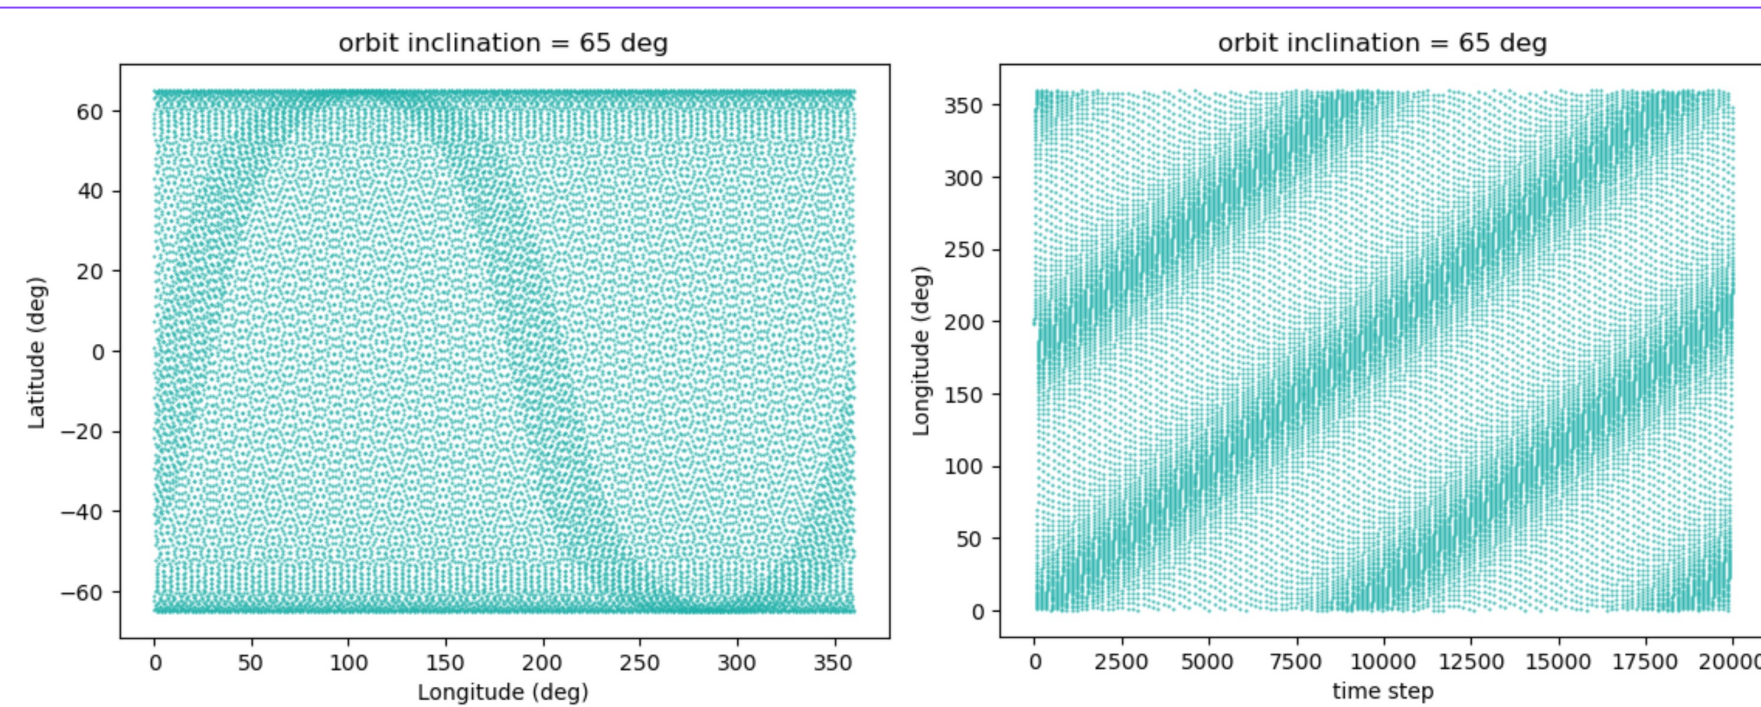 orbit inclination = 65 deg
60
40
20
0
−20
−40
−60
Latitude (deg)
0 50 100 150 200 250 300 350
Longitude (deg)
orbit inclination = 65 deg
350
300
250
200
150
100
50
0
Longitude (deg)
0 2500 5000 7500 10000 12500 15000 17500 20000
time step